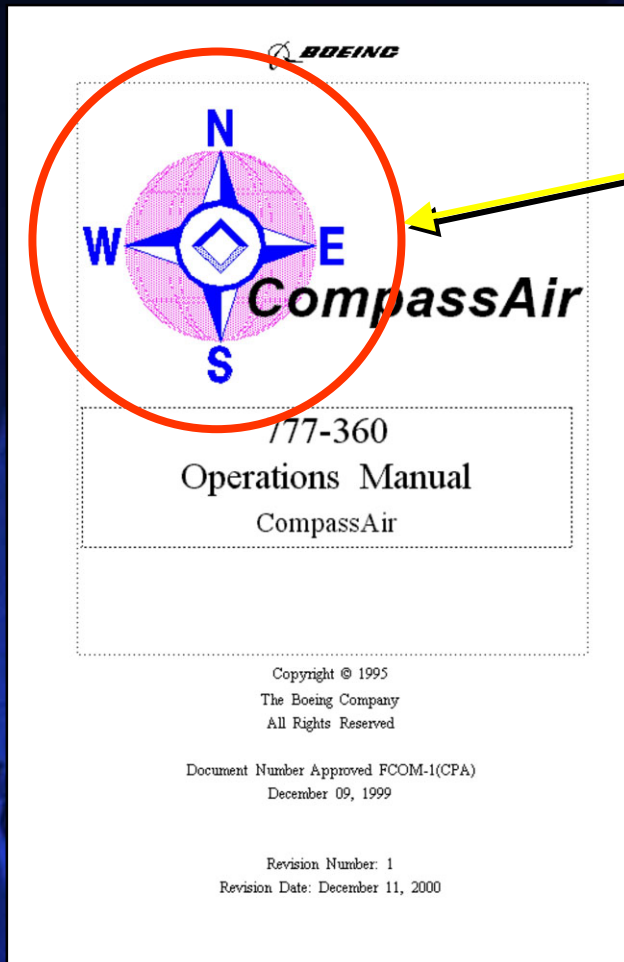 BOEING
N
W E
CompassAir
S
777-360
Operations Manual
CompassAir
Copyright © 1995
The Boeing Company
All Rights Reserved
Document Number Approved FCOM-1(CPA)
December 09, 1999
Revision Number: 1
Revision Date: December 11, 2000